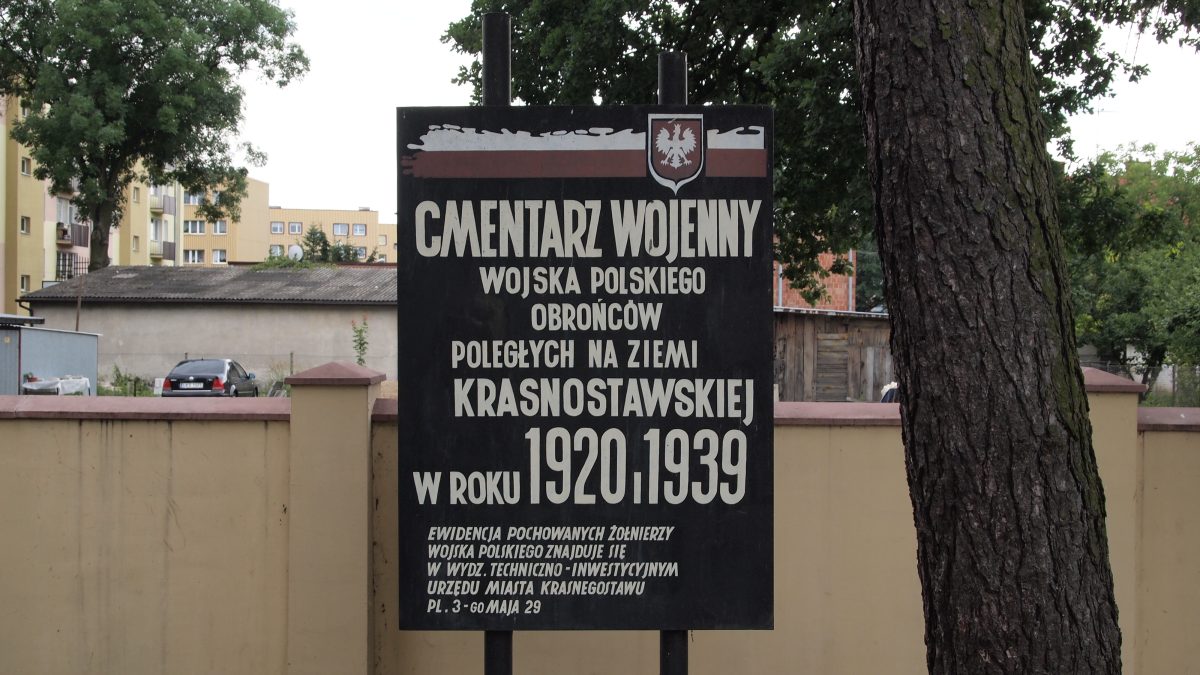 CMENTARZ WOJENNY
WOJSKA POLSKIEGO
OBROŃCÓW
POLEGŁYCH NA ZIEMI
KRASNOSTAWSKIEJ
W ROKU 1920 I 1939
EWIDENCJA POCHOWANYCH ŻOŁNIERZY
WOJSKA POLSKIEGO ZNAJDUJE SIĘ
W WYDZ. TECHNICZNO-INWESTYCYJNYM
URZĘDU MIASTA KRASNEGOSTAWU
PL. 3-GO MAJA 29